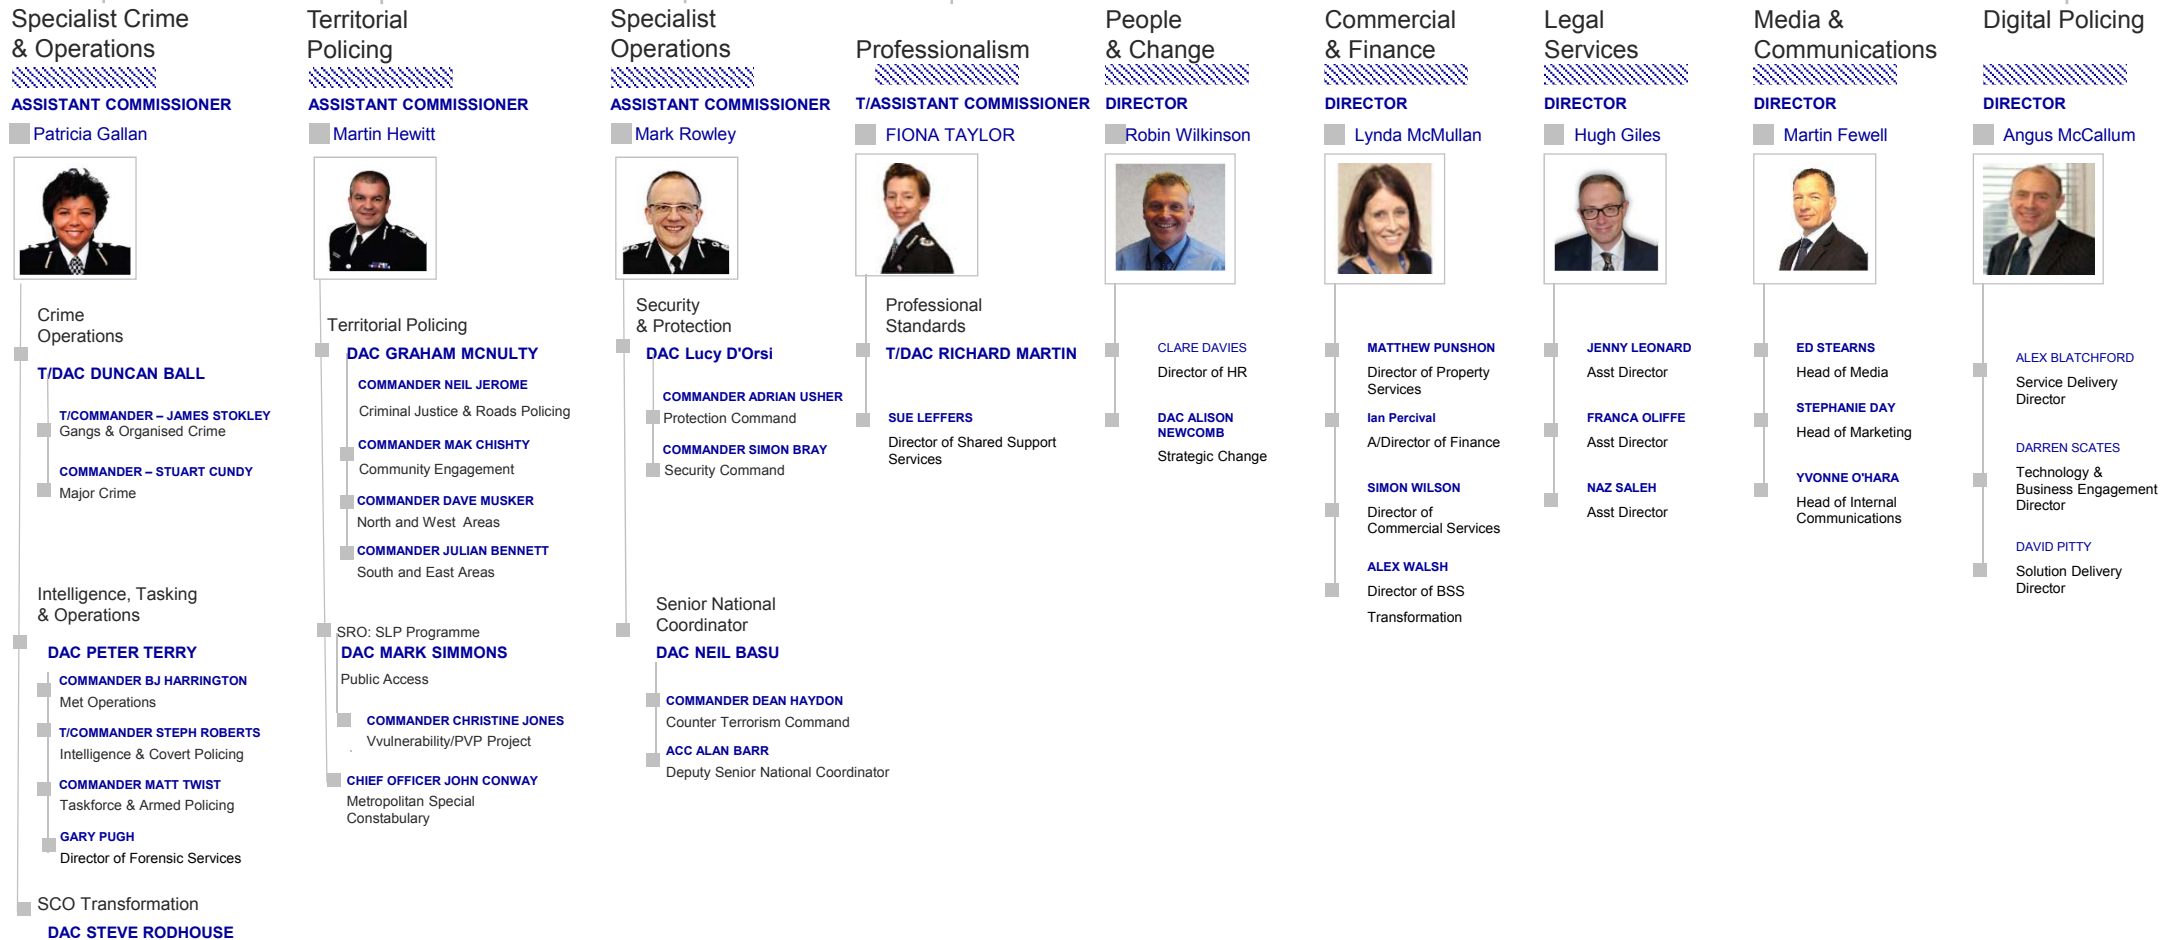 Specialist Crime
& Operations
ASSISTANT COMMISSIONER
Patricia Gallan
Crime
Operations
T/DAC DUNCAN BALL
T/COMMANDER – JAMES STOKLEY
Gangs & Organised Crime
COMMANDER – STUART CUNDY
Major Crime
Intelligence, Tasking
& Operations
DAC PETER TERRY
COMMANDER BJ HARRINGTON
Met Operations
T/COMMANDER STEPH ROBERTS
Intelligence & Covert Policing
COMMANDER MATT TWIST
Taskforce & Armed Policing
GARY PUGH
Director of Forensic Services
SCO Transformation
DAC STEVE RODHOUSE
Territorial
Policing
ASSISTANT COMMISSIONER
Martin Hewitt
Territorial Policing
DAC GRAHAM MCNULTY
COMMANDER NEIL JEROME
Criminal Justice & Roads Policing
COMMANDER MAK CHISHTY
Community Engagement
COMMANDER DAVE MUSKER
North and West Areas
COMMANDER JULIAN BENNETT
South and East Areas
SRO: SLP Programme
DAC MARK SIMMONS
Public Access
COMMANDER CHRISTINE JONES
Vvulnerability/PVP Project
CHIEF OFFICER JOHN CONWAY
Metropolitan Special
Constabulary
Specialist
Operations
ASSISTANT COMMISSIONER
Mark Rowley
Security
& Protection
DAC Lucy D'Orsi
COMMANDER ADRIAN USHER
Protection Command
COMMANDER SIMON BRAY
Security Command
Senior National
Coordinator
DAC NEIL BASU
COMMANDER DEAN HAYDON
Counter Terrorism Command
ACC ALAN BARR
Deputy Senior National Coordinator
Professionalism
T/ASSISTANT COMMISSIONER
FIONA TAYLOR
Professional
Standards
T/DAC RICHARD MARTIN
SUE LEFFERS
Director of Shared Support
Services
People
& Change
DIRECTOR
Robin Wilkinson
CLARE DAVIES
Director of HR
DAC ALISON
NEWCOMB
Strategic Change
Commercial
& Finance
DIRECTOR
Lynda McMullan
MATTHEW PUNSHON
Director of Property
Services
Ian Percival
A/Director of Finance
SIMON WILSON
Director of
Commercial Services
ALEX WALSH
Director of BSS
Transformation
Legal
Services
DIRECTOR
Hugh Giles
JENNY LEONARD
Asst Director
FRANCA OLIFFE
Asst Director
NAZ SALEH
Asst Director
Media &
Communications
DIRECTOR
Martin Fewell
ED STEARNS
Head of Media
STEPHANIE DAY
Head of Marketing
YVONNE O'HARA
Head of Internal
Communications
Digital Policing
DIRECTOR
Angus McCallum
ALEX BLATCHFORD
Service Delivery
Director
DARREN SCATES
Technology &
Business Engagement
Director
DAVID PITTY
Solution Delivery
Director